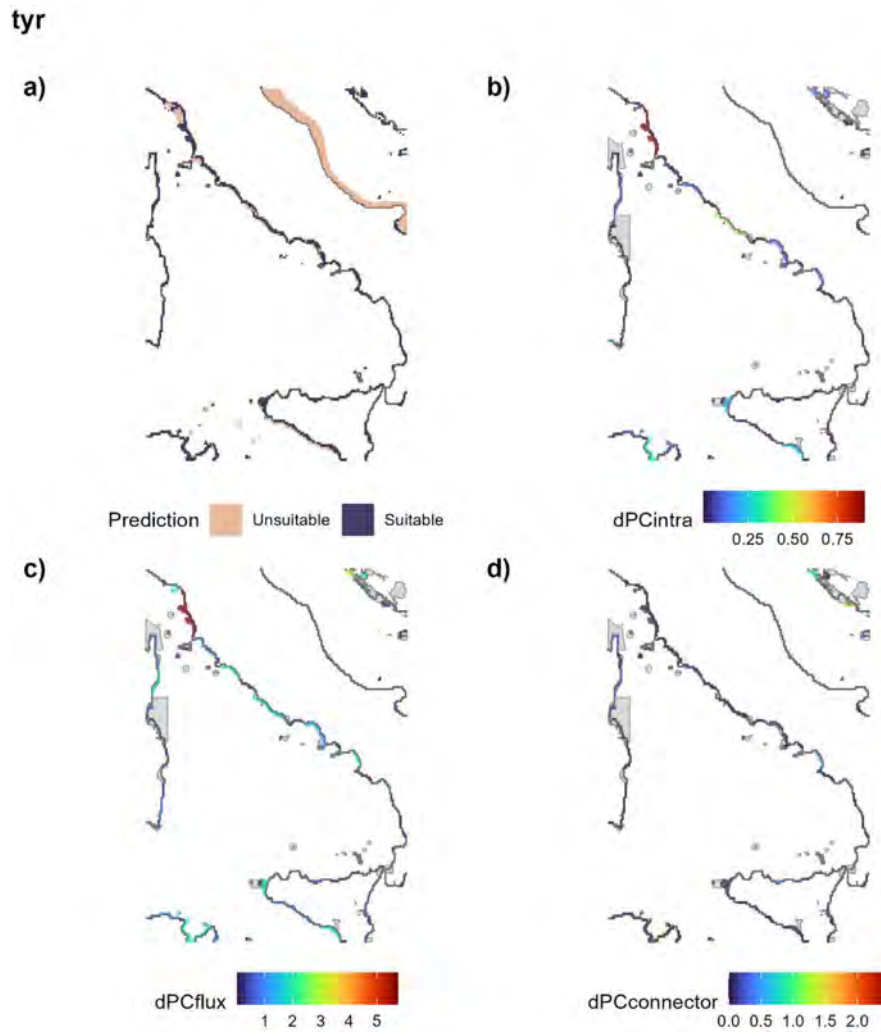 tyr
a)
b)
Prediction Unsuitable Suitable
dPCintra
0.25 0.50 0.75
c)
d)
dPCflux
1 2 3 4 5
dPCconnector
0.0 0.5 1.0 1.5 2.0